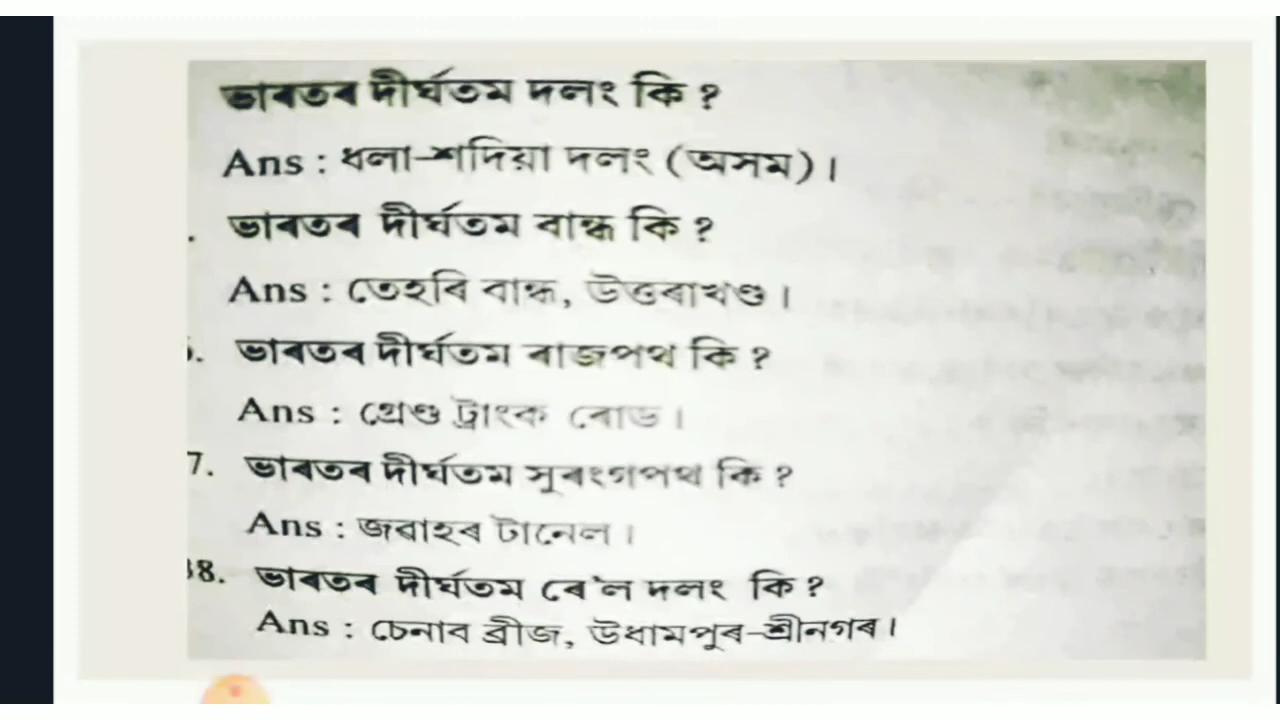 ভাৰতৰ দীৰ্ঘতম দলং কি ?
Ans : ধলা-শদিয়া দলং (অসম) ।
. ভাৰতৰ দীৰ্ঘতম বান্ধ কি ?
Ans : তেহৰি বান্ধ, উত্তৰাখণ্ড ।
. ভাৰতৰ দীৰ্ঘতম ৰাজপথ কি ?
Ans : গ্ৰেণ্ড ট্ৰাংক ৰোড ।
7. ভাৰতৰ দীৰ্ঘতম সুৰংগপথ কি ?
Ans : জৱাহৰ টানেল ।
38. ভাৰতৰ দীৰ্ঘতম ৰে'ল দলং কি ?
Ans : চেনাব ব্ৰীজ, উধামপুৰ-শ্ৰীনগৰ ।